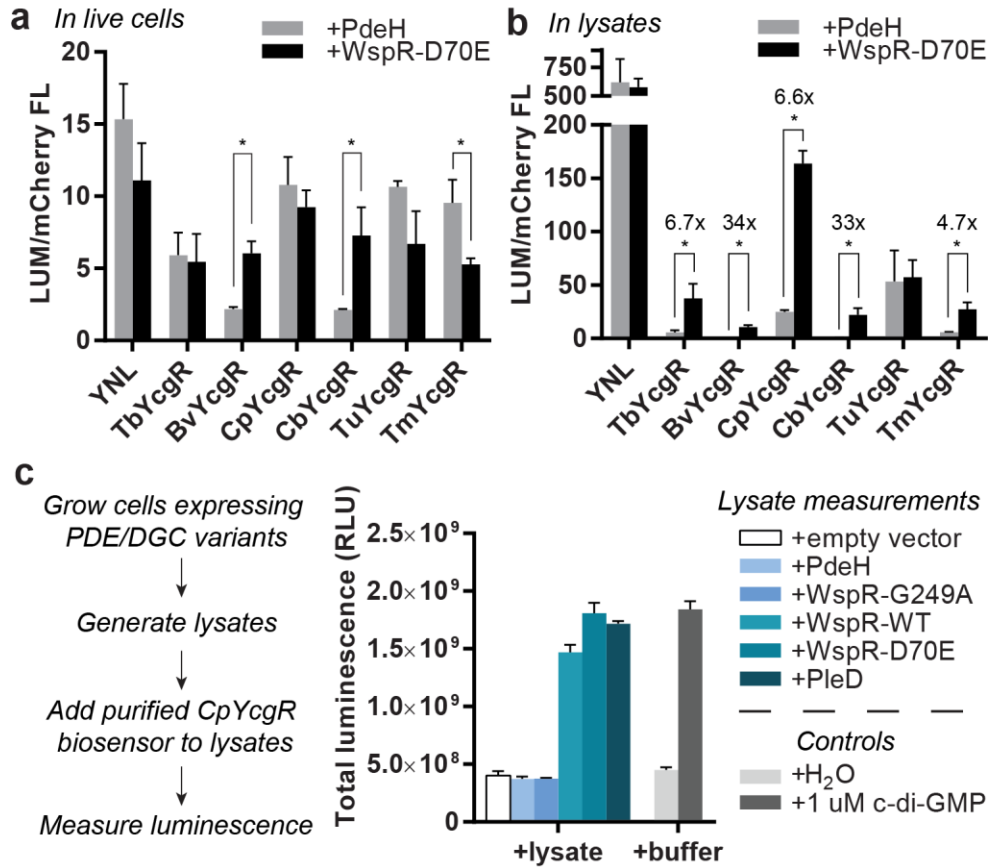 a
In live cells
+PdeH
+WspR-D70E
LUM/mCherry FL
20
15
10
5
0
*
*
*
YNL
TbYcgR
BvYcgR
CpYcgR
CbYcgR
TuYcgR
TmYcgR
b
In lysates
+PdeH
+WspR-D70E
LUM/mCherry FL
750
500
200
150
100
50
0
6.7x
*
34x
*
6.6x
*
33x
*
4.7x
*
YNL
TbYcgR
BvYcgR
CpYcgR
CbYcgR
TuYcgR
TmYcgR
c
Grow cells expressing
PDE/DGC variants
Generate lysates
Add purified CpYcgR
biosensor to lysates
Measure luminescence
Total luminescence (RLU)
2.5×10⁹
2.0×10⁹
1.5×10⁹
1.0×10⁹
5.0×10⁸
0
+lysate
+buffer
Lysate measurements
+empty vector
+PdeH
+WspR-G249A
+WspR-WT
+WspR-D70E
+PleD
Controls
+H₂O
+1 uM c-di-GMP